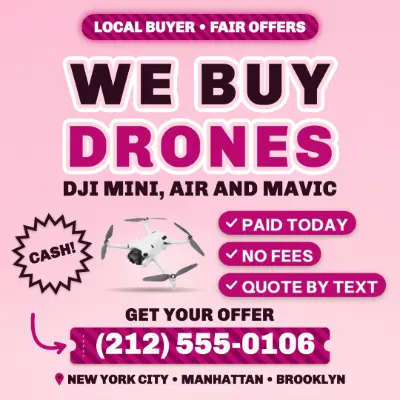 LOCAL BUYER • FAIR OFFERS
WE BUY
DRONES
DJI MINI, AIR AND MAVIC
CASH!
PAID TODAY
NO FEES
QUOTE BY TEXT
GET YOUR OFFER
(212) 555-0106
NEW YORK CITY • MANHATTAN • BROOKLYN